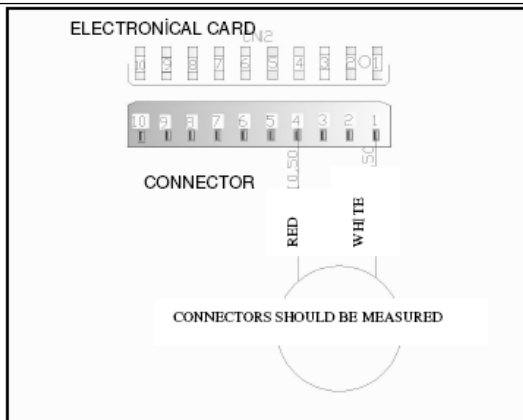 ELECTRONİCAL CARD
CN2
10 9 8 7 6 5 4 3 2 1
10 9 8 7 6 5 4 3 2 1
CONNECTOR
RED
WHITE
CONNECTORS SHOULD BE MEASURED